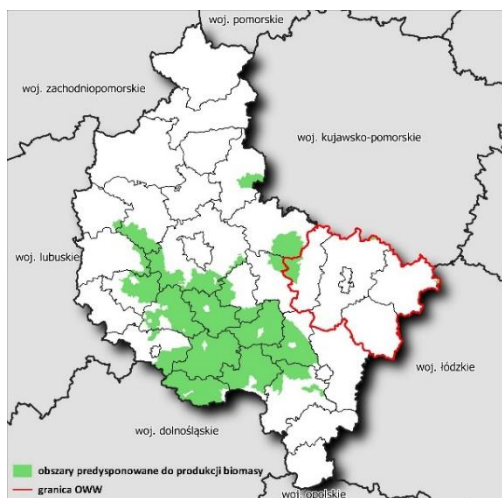 woj. pomorskie
woj. zachodniopomorskie
woj. kujawsko-pomorskie
woj. lubuskie
woj. łódzkie
woj. dolnośląskie
obszary predysponowane do produkcji biomasy
granica OWW
woj. opolskie